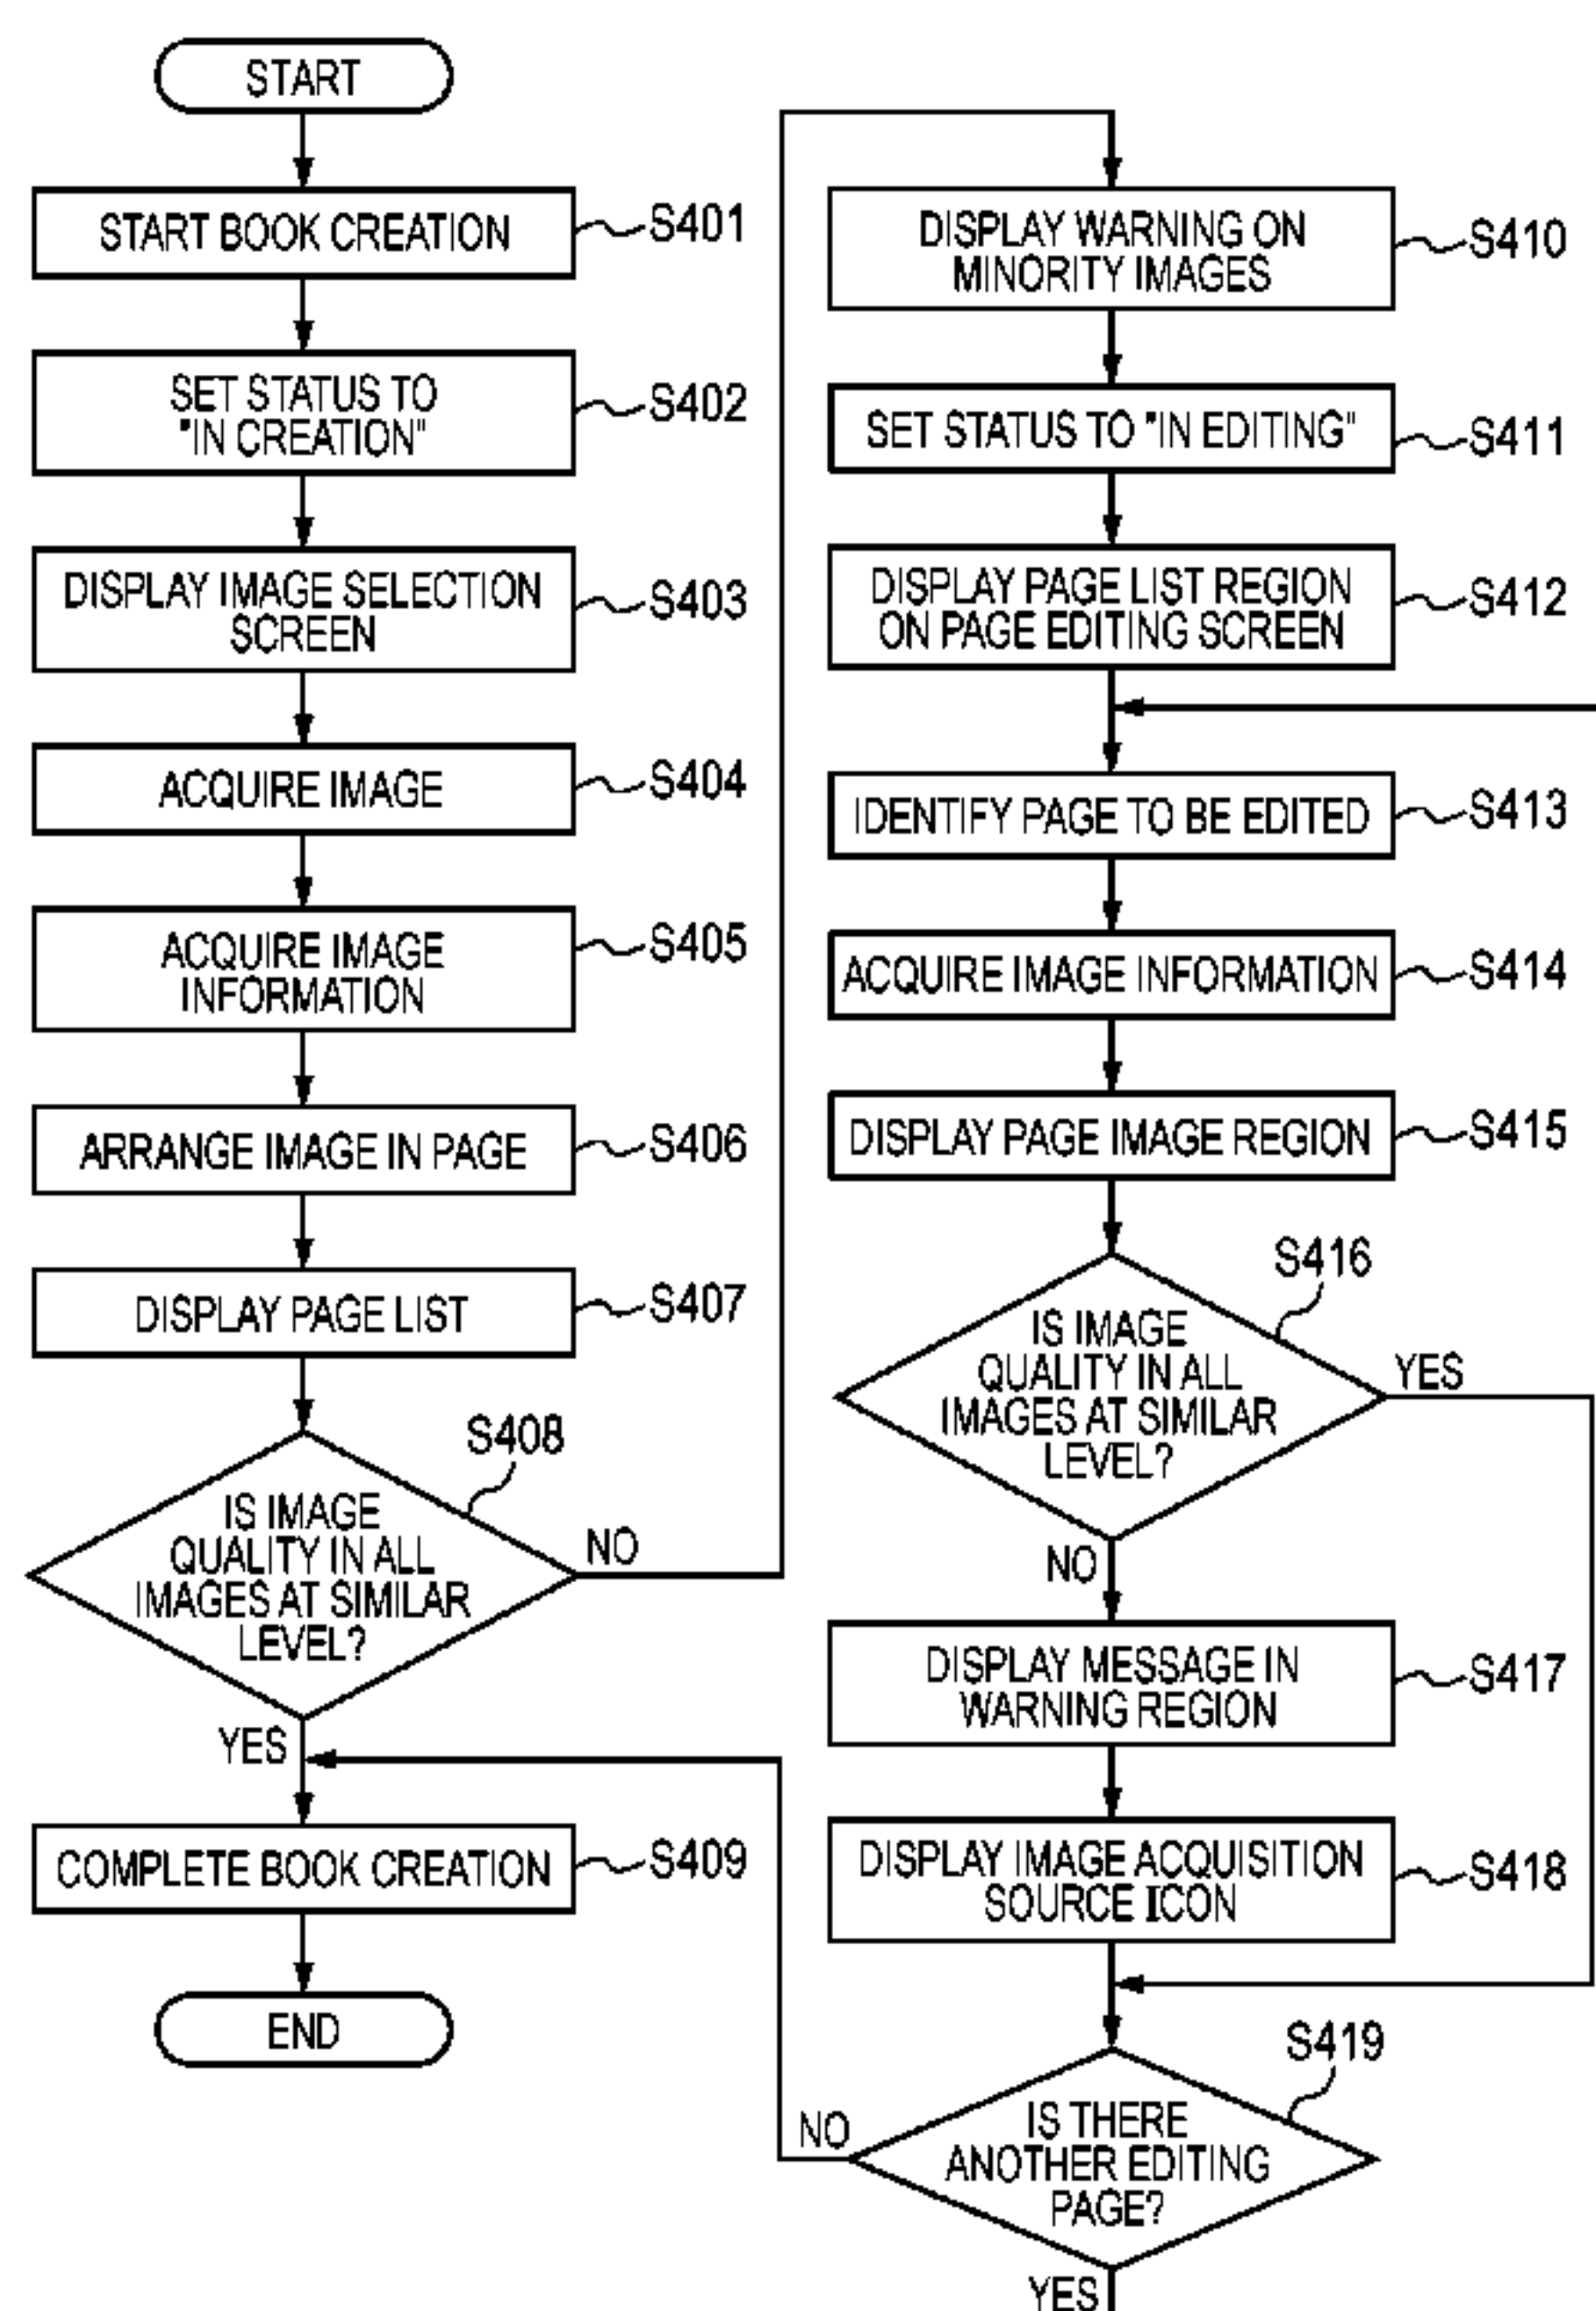 START
START BOOK CREATION
S401
SET STATUS TO
"IN CREATION"
S402
DISPLAY IMAGE SELECTION
SCREEN
S403
ACQUIRE IMAGE
S404
ACQUIRE IMAGE
INFORMATION
S405
ARRANGE IMAGE IN PAGE
S406
DISPLAY PAGE LIST
S407
S408
IS IMAGE
QUALITY IN ALL
IMAGES AT SIMILAR
LEVEL?
NO
YES
COMPLETE BOOK CREATION
S409
END
DISPLAY WARNING ON
MINORITY IMAGES
S410
SET STATUS TO "IN EDITING"
S411
DISPLAY PAGE LIST REGION
ON PAGE EDITING SCREEN
S412
IDENTIFY PAGE TO BE EDITED
S413
ACQUIRE IMAGE INFORMATION
S414
DISPLAY PAGE IMAGE REGION
S415
S416
IS IMAGE
QUALITY IN ALL
IMAGES AT SIMILAR
LEVEL?
YES
NO
DISPLAY MESSAGE IN
WARNING REGION
S417
DISPLAY IMAGE ACQUISITION
SOURCE ICON
S418
S419
IS THERE
ANOTHER EDITING
PAGE?
NO
YES